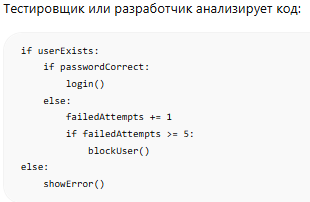 Тестировщик или разработчик анализирует код:
if userExists:
    if passwordCorrect:
        login()
    else:
        failedAttempts += 1
        if failedAttempts >= 5:
            blockUser()
else:
    showError()